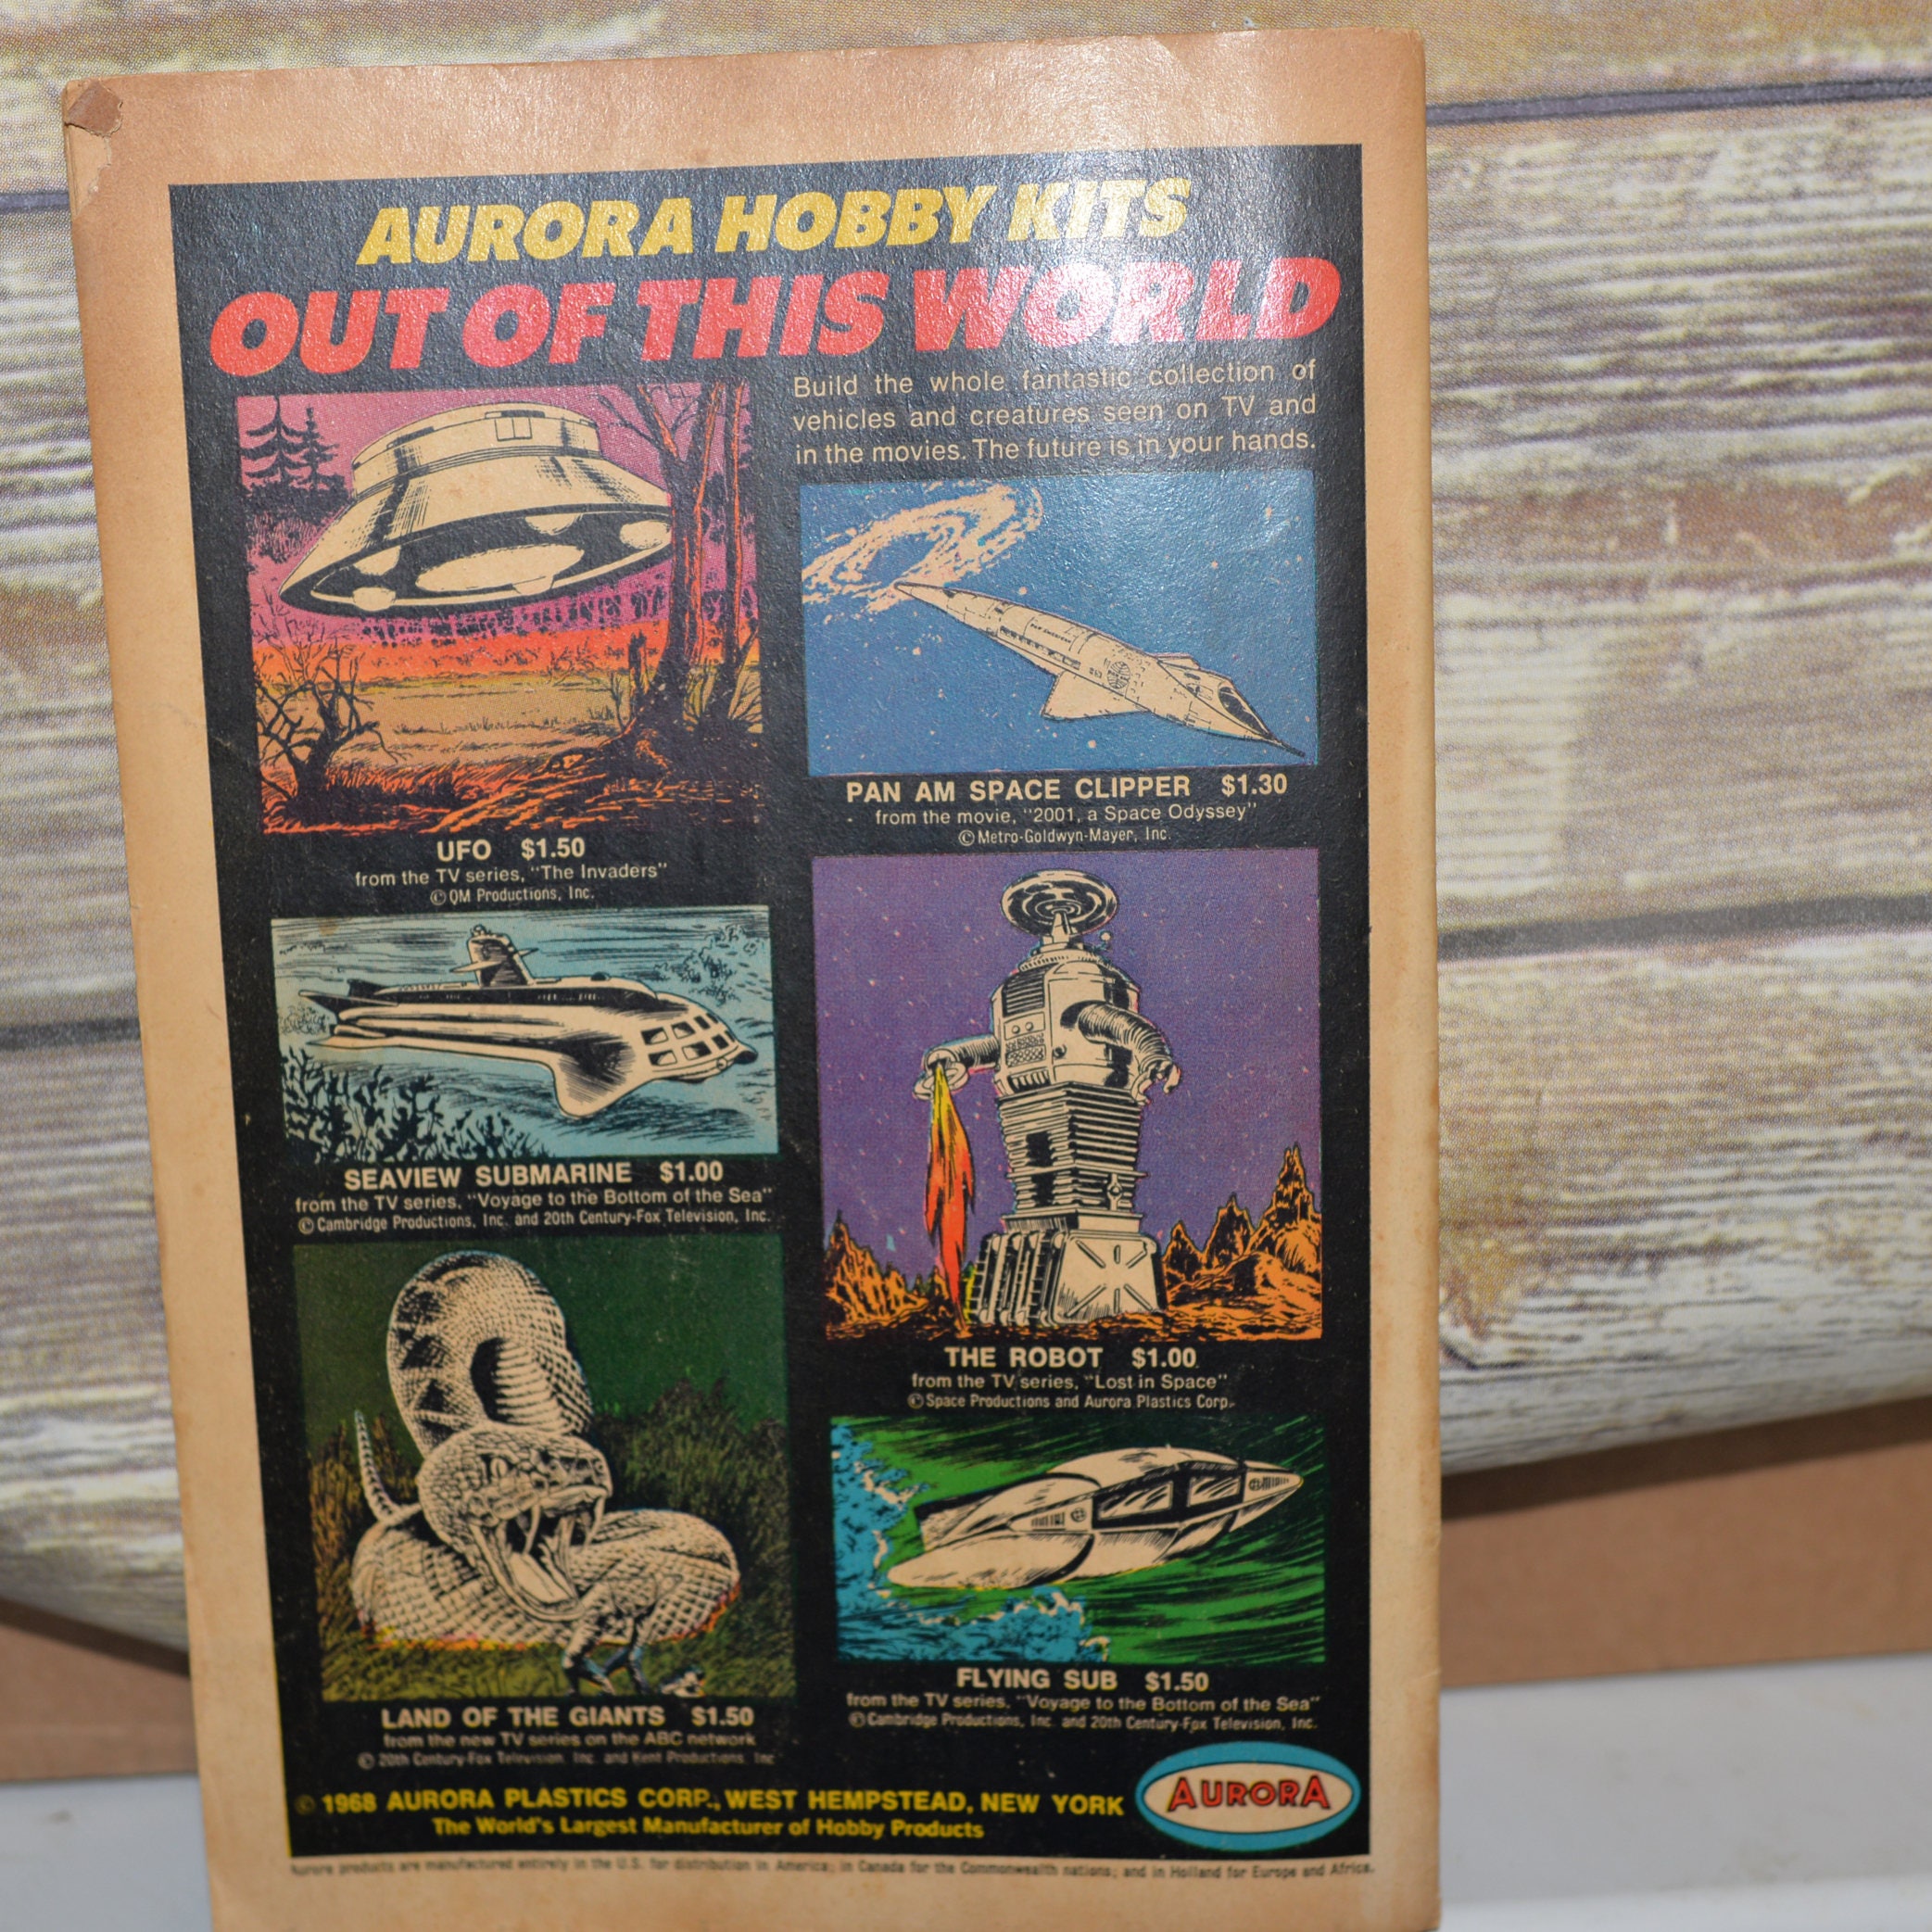 AURORA HOBBY KITS
OUT OF THIS WORLD
Build the whole fantastic collection of
vehicles and creatures seen on TV and
in the movies. The future is in your hands.
UFO $1.50
from the TV series, "The Invaders"
© QM Productions, Inc.
PAN AM SPACE CLIPPER $1.30
from the movie, "2001, a Space Odyssey"
© Metro-Goldwyn-Mayer, Inc.
SEAVIEW SUBMARINE $1.00
from the TV series, "Voyage to the Bottom of the Sea"
© Cambridge Productions, Inc. and 20th Century-Fox Television, Inc.
THE ROBOT $1.00
from the TV series, "Lost in Space"
© Space Productions and Aurora Plastics Corp.
LAND OF THE GIANTS $1.50
from the new TV series on the ABC network
© 20th Century-Fox Television, Inc. and Kent Productions, Inc
FLYING SUB $1.50
from the TV series, "Voyage to the Bottom of the Sea"
© Cambridge Productions, Inc. and 20th Century-Fox Television, Inc.
© 1968 AURORA PLASTICS CORP., WEST HEMPSTEAD, NEW YORK
The World's Largest Manufacturer of Hobby Products
AURORA
Aurora products are manufactured entirely in the U.S. for distribution in America; in Canada for the Commonwealth nations; and in Holland for Europe and Africa.